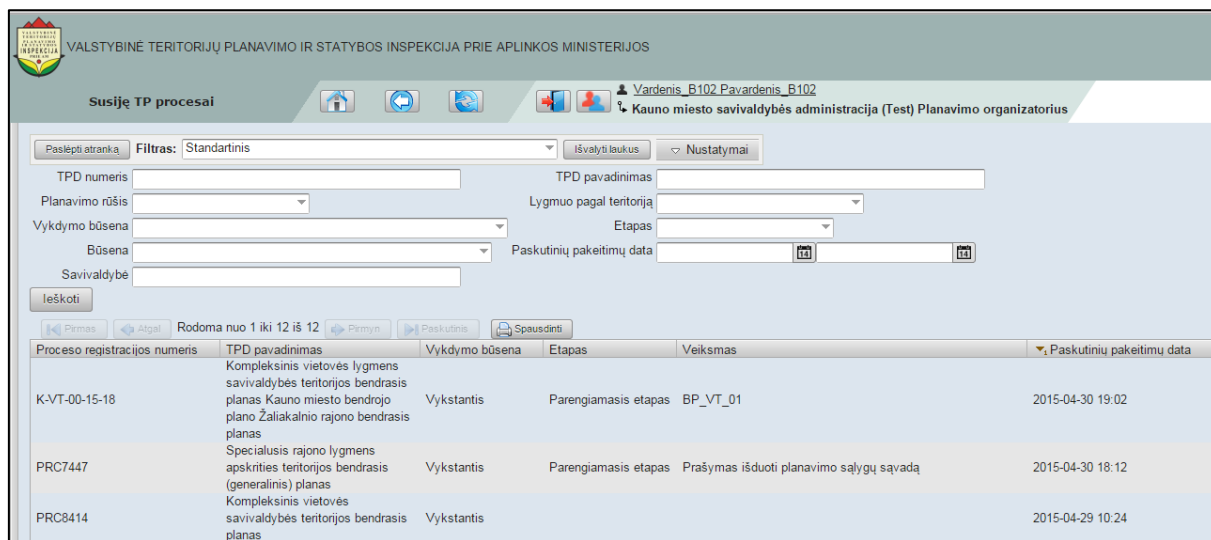 VALSTYBINĖ TERITORIJŲ PLANAVIMO IR STATYBOS INSPEKCIJA PRIE APLINKOS MINISTERIJOS
Susiję TP procesai
Vardenis_B102 Pavardenis_B102
Kauno miesto savivaldybės administracija (Test) Planavimo organizatorius
Paslėpti atranką Filtras: Standartinis Išvalyti laukus Nustatymai
TPD numeris TPD pavadinimas
Planavimo rūšis Lygmuo pagal teritoriją
Vykdymo būsena Etapas
Būsena Paskutinių pakeitimų data 14 14
Savivaldybė
Ieškoti
Pirmas Atgal Rodoma nuo 1 iki 12 iš 12 Pirmyn Paskutinis Spausdinti
Proceso registracijos numeris TPD pavadinimas Vykdymo būsena Etapas Veiksmas 1 Paskutinių pakeitimų data
Kompleksinis vietovės lygmens
savivaldybės teritorijos bendrasis
K-VT-00-15-18 planas Kauno miesto bendrojo Vykstantis Parengiamasis etapas BP_VT_01 2015-04-30 19:02
plano Žaliakalnio rajono bendrasis
planas
Specialusis rajono lygmens
PRC7447 apskrities teritorijos bendrasis Vykstantis Parengiamasis etapas Prašymas išduoti planavimo sąlygų sąvadą 2015-04-30 18:12
(generalinis) planas
Kompleksinis vietovės
PRC8414 savivaldybės teritorijos bendrasis Vykstantis 2015-04-29 10:24
planas